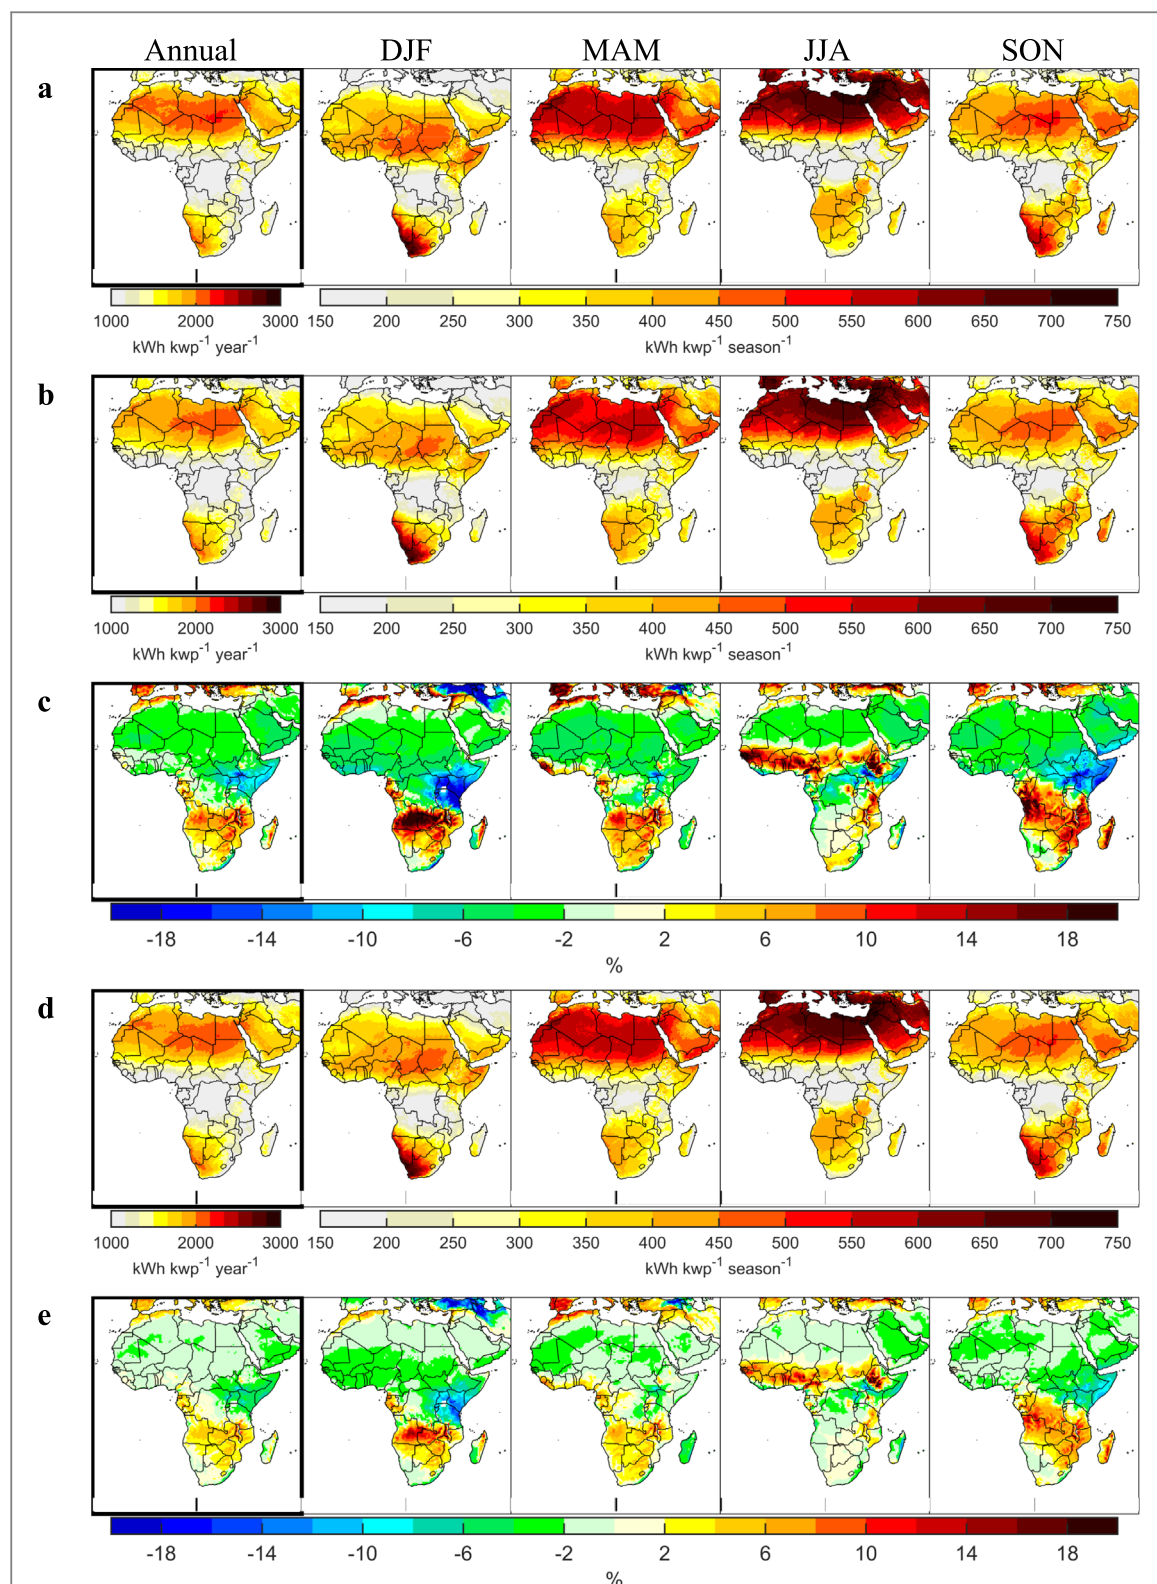 Annual DJF MAM JJA SON
a
1000 2000 3000 150 200 250 300 350 400 450 500 550 600 650 700 750
kWh kwp⁻¹ year⁻¹ kWh kwp⁻¹ season⁻¹
b
1000 2000 3000 150 200 250 300 350 400 450 500 550 600 650 700 750
kWh kwp⁻¹ year⁻¹ kWh kwp⁻¹ season⁻¹
c
-18 -14 -10 -6 -2 2 6 10 14 18
%
d
1000 2000 3000 150 200 250 300 350 400 450 500 550 600 650 700 750
kWh kwp⁻¹ year⁻¹ kWh kwp⁻¹ season⁻¹
e
-18 -14 -10 -6 -2 2 6 10 14 18
%